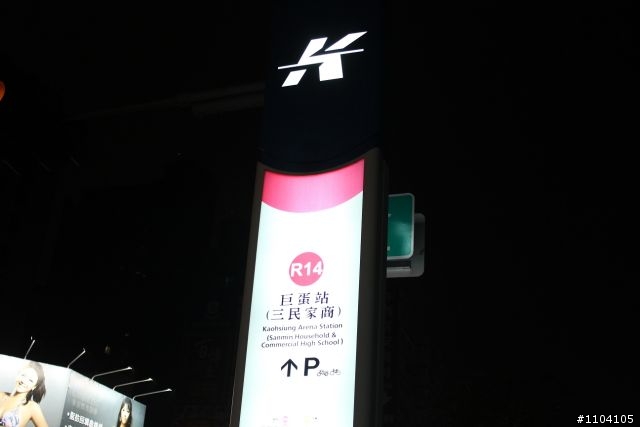 R14
巨蛋站
(三民家商)
Kaohsiung Arena Station
(Sanmin Household &
Commercial High School)
↑ P
#1104105